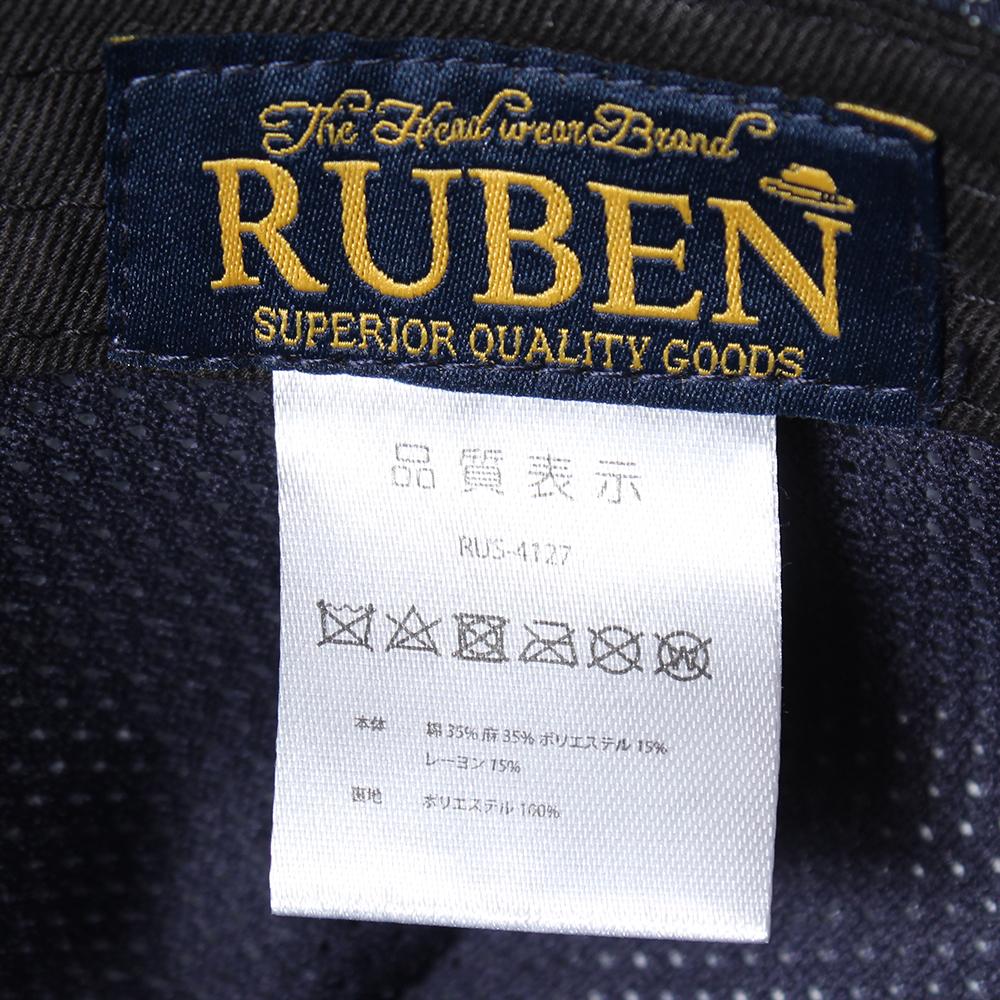 The Head wear Brand
RUBEN
SUPERIOR QUALITY GOODS
品質表示
RUS-4127
W
本体 綿 35% 麻 35% ポリエステル 15%
レーヨン 15%
裏地 ポリエステル 100%